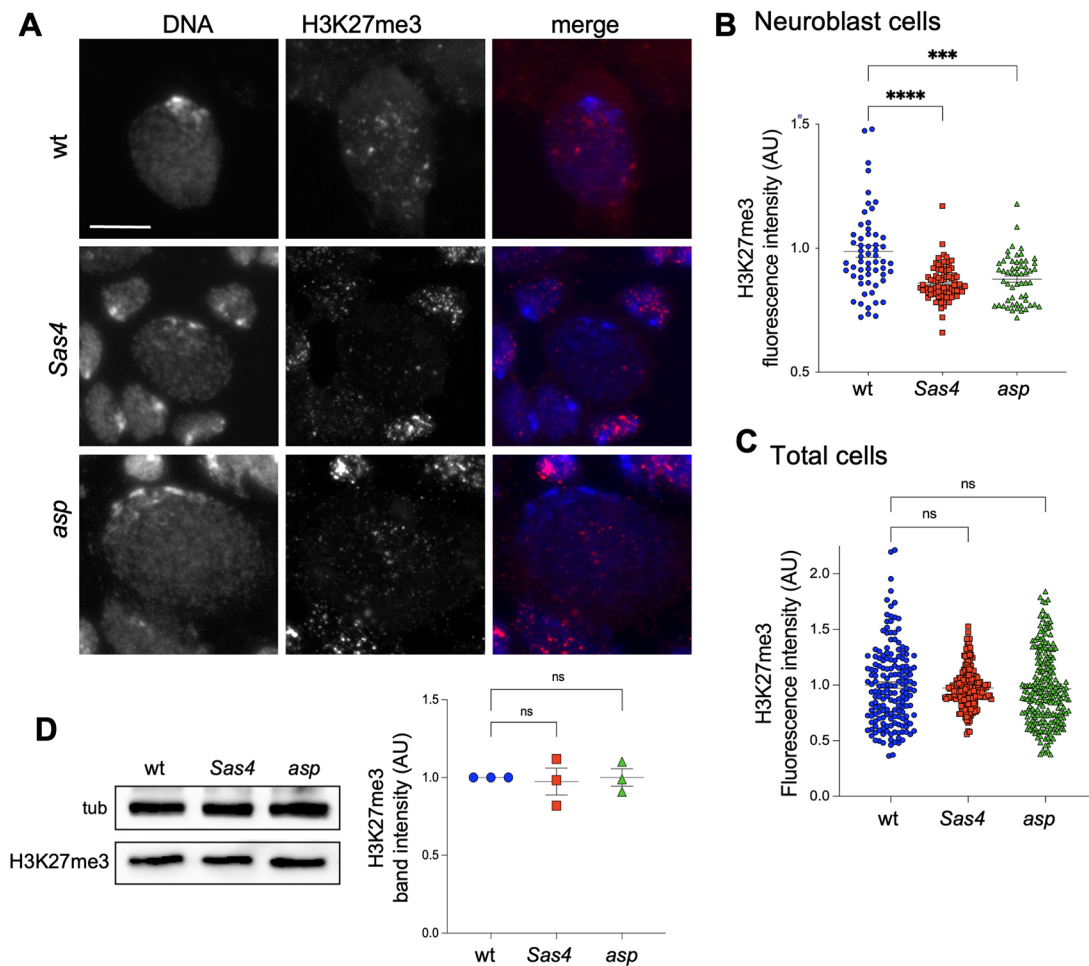 A
DNA
H3K27me3
merge
wt
Sas4
asp
B
Neuroblast cells
***
****
H3K27me3
fluorescence intensity (AU)
1.5
1.0
0.5
wt
Sas4
asp
C
Total cells
ns
ns
H3K27me3
Fluorescence intensity (AU)
2.0
1.5
1.0
0.5
0.0
wt
Sas4
asp
D
wt
Sas4
asp
tub
H3K27me3
ns
ns
H3K27me3
band intensity (AU)
1.5
1.0
0.5
0.0
wt
Sas4
asp